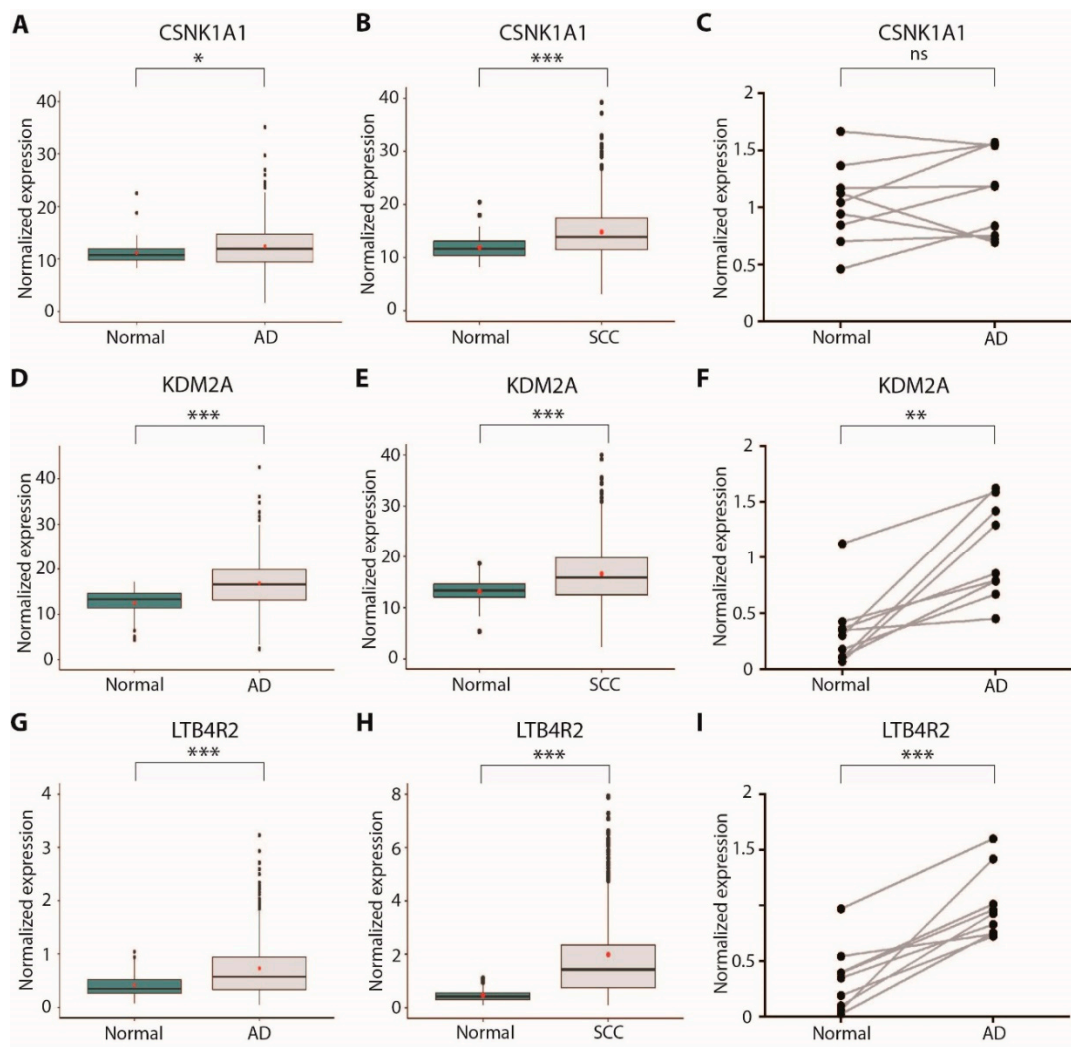 A
CSNK1A1
*
Normalized expression
40
30
20
10
0
Normal
AD
B
CSNK1A1
***
Normalized expression
40
30
20
10
0
Normal
SCC
C
CSNK1A1
ns
Normalized expression
2
1.5
1
0.5
0
Normal
AD
D
KDM2A
***
Normalized expression
40
30
20
10
0
Normal
AD
E
KDM2A
***
Normalized expression
40
30
20
10
0
Normal
SCC
F
KDM2A
**
Normalized expression
2
1.5
1
0.5
0
Normal
AD
G
LTB4R2
***
Normalized expression
4
3
2
1
0
Normal
AD
H
LTB4R2
***
Normalized expression
8
6
4
2
0
Normal
SCC
I
LTB4R2
***
Normalized expression
2
1.5
1
0.5
0
Normal
AD